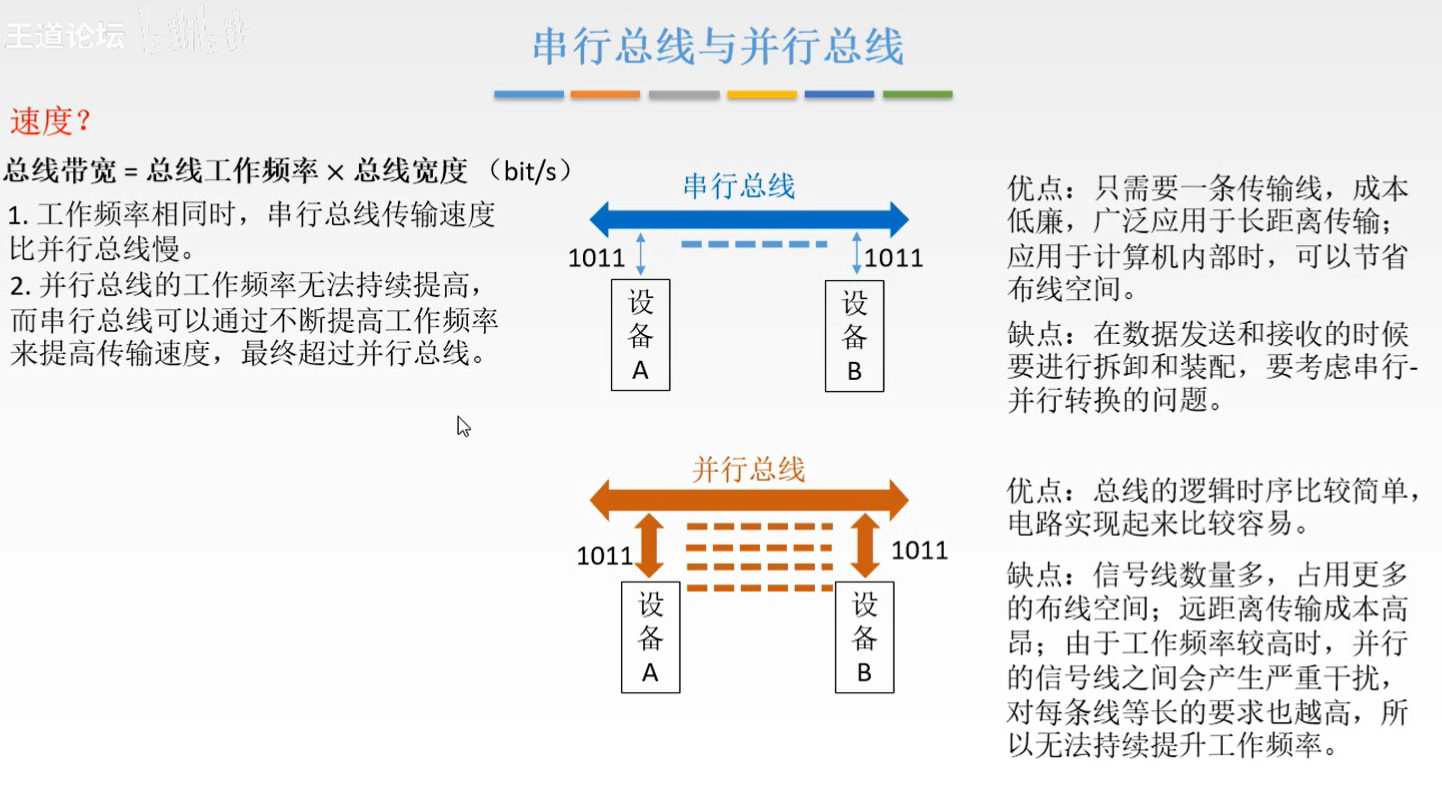 王道论坛 bilibili
串行总线与并行总线
速度?
总线带宽 = 总线工作频率 × 总线宽度 （bit/s）
1. 工作频率相同时，串行总线传输速度
比并行总线慢。
2. 并行总线的工作频率无法持续提高，
而串行总线可以通过不断提高工作频率
来提高传输速度，最终超过并行总线。
串行总线
1011
1011
设
备
A
设
备
B
优点：只需要一条传输线，成本
低廉，广泛应用于长距离传输；
应用于计算机内部时，可以节省
布线空间。
缺点：在数据发送和接收的时候
要进行拆卸和装配，要考虑串行-
并行转换的问题。
并行总线
1011
1011
设
备
A
设
备
B
优点：总线的逻辑时序比较简单，
电路实现起来比较容易。
缺点：信号线数量多，占用更多
的布线空间；远距离传输成本高
昂；由于工作频率较高时，并行
的信号线之间会产生严重干扰，
对每条线等长的要求也越高，所
以无法持续提升工作频率。